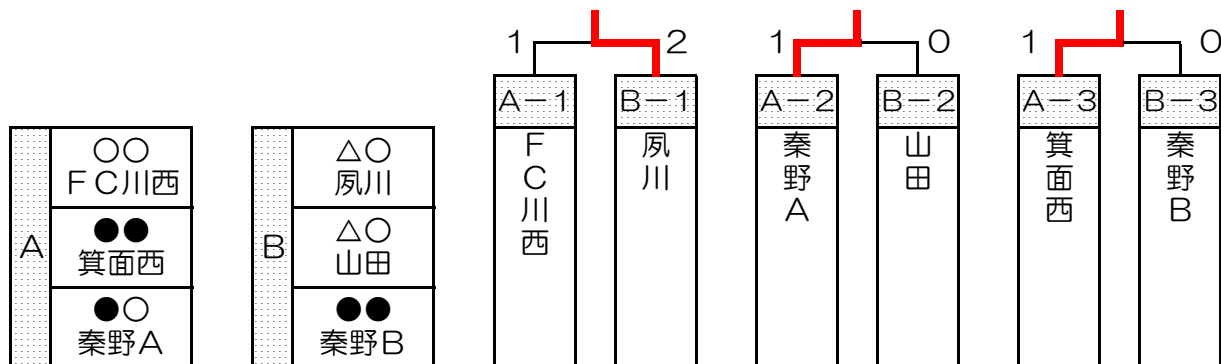 A
○○
ＦＣ川西
●●
箕面西
●○
秦野Ａ
B
△○
夙川
△○
山田
●●
秦野Ｂ
1 2
A－1 B－1
ＦＣ川西
夙川
1 0
A－2 B－2
秦野A
山田
1 0
A－3 B－3
箕面西
秦野B